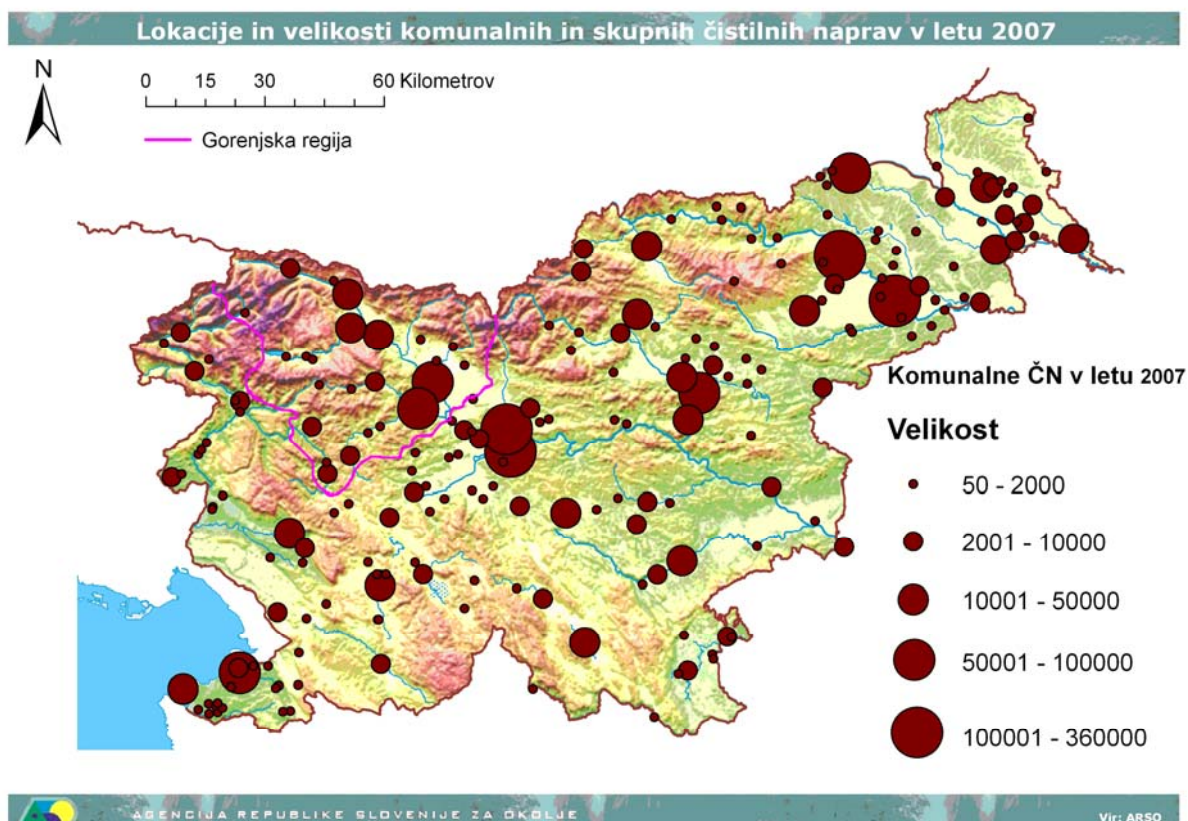 Lokacije in velikosti komunalnih in skupnih čistilnih naprav v letu 2007
N
0 15 30 60 Kilometrov
Gorenjska regija
Komunalne ČN v letu 2007
Velikost
50 - 2000
2001 - 10000
10001 - 50000
50001 - 100000
100001 - 360000
AGENCIJA REPUBLIKE SLOVENIJE ZA OKOLJE
Vir: ARSO